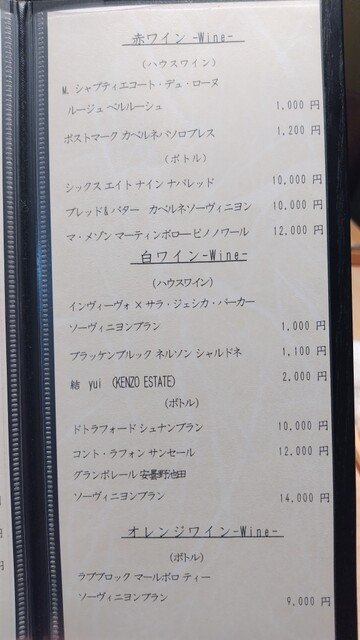 赤ワイン -Wine-
(ハウスワイン)
M. シャプティエコート・デュ・ローヌ
ルージュ ベルルーシュ 1,000 円
ポストマーク カベルネパソロブレス 1,200 円
(ボトル)
シックス エイト ナイン ナパレッド 10,000 円
ブレッド&バター カベルネソーヴィニヨン 10,000 円
マ・メゾン マーティンボロー ピノ ノワール 12,000 円
白ワイン-Wine-
(ハウスワイン)
インヴィーヴォ × サラ・ジェシカ・パーカー
ソーヴィニヨンブラン 1,000 円
ブラッケンブルック ネルソン シャルドネ 1,100 円
結 yui (KENZO ESTATE) 2,000 円
(ボトル)
ドトラフォード シュナンブラン 10,000 円
コント・ラフォン サンセール 12,000 円
グランポレール 安曇野池田
ソーヴィニヨンブラン 14,000 円
オレンジワイン-Wine-
(ボトル)
ラブブロック マールボロ ティー
ソーヴィニヨンブラン 9,000 円